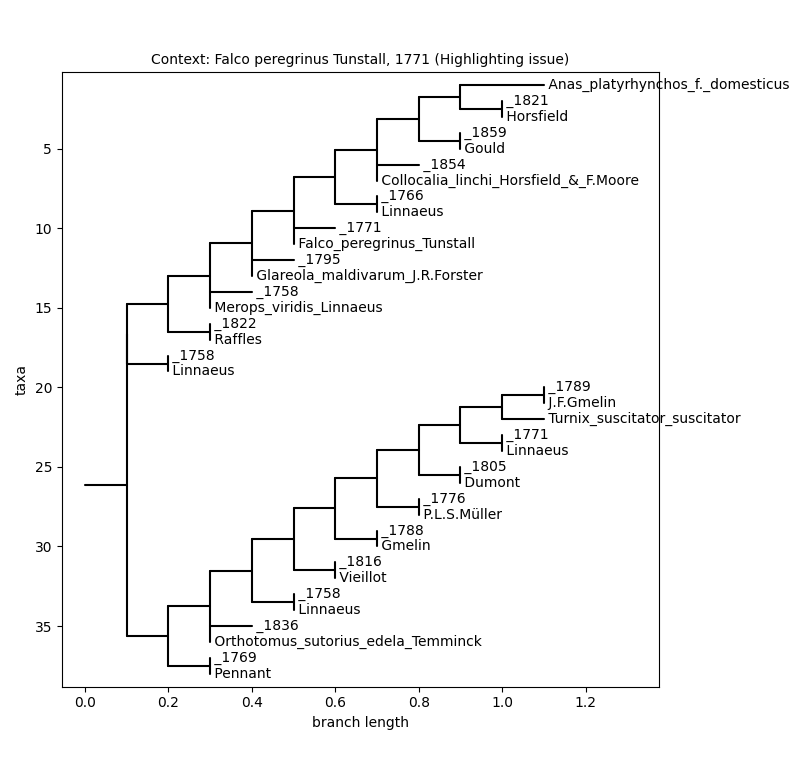 Context: Falco peregrinus Tunstall, 1771 (Highlighting issue)
Anas_platyrhynchos_f._domesticus
_1821
Horsfield
_1859
Gould
_1854
Collocalia_linchi_Horsfield_&_F.Moore
_1766
Linnaeus
_1771
Falco_peregrinus_Tunstall
_1795
Glareola_maldivarum_J.R.Forster
_1758
Merops_viridis_Linnaeus
_1822
Raffles
_1758
Linnaeus
_1789
J.F.Gmelin
Turnix_suscitator_suscitator
_1771
Linnaeus
_1805
Dumont
_1776
P.L.S.Müller
_1788
Gmelin
_1816
Vieillot
_1758
Linnaeus
_1836
Orthotomus_sutorius_edela_Temminck
_1769
Pennant
5
10
15
20
25
30
35
taxa
0.0 0.2 0.4 0.6 0.8 1.0 1.2
branch length